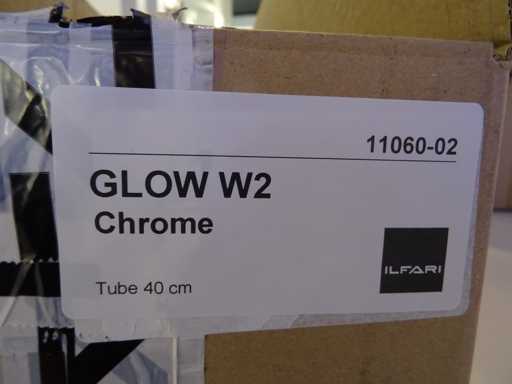 11060-02
GLOW W2
Chrome
Tube 40 cm
ILFARI